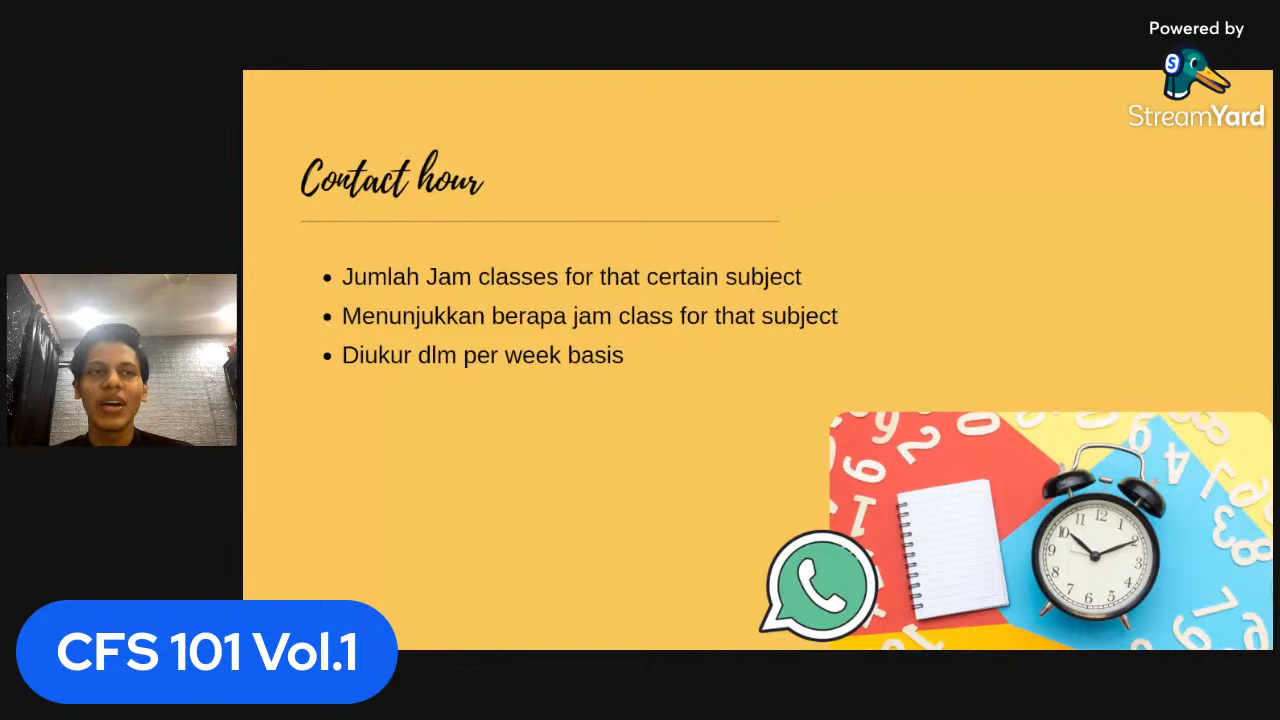 Powered by
StreamYard
Contact hour
• Jumlah Jam classes for that certain subject
• Menunjukkan berapa jam class for that subject
• Diukur dlm per week basis
CFS 101 Vol.1